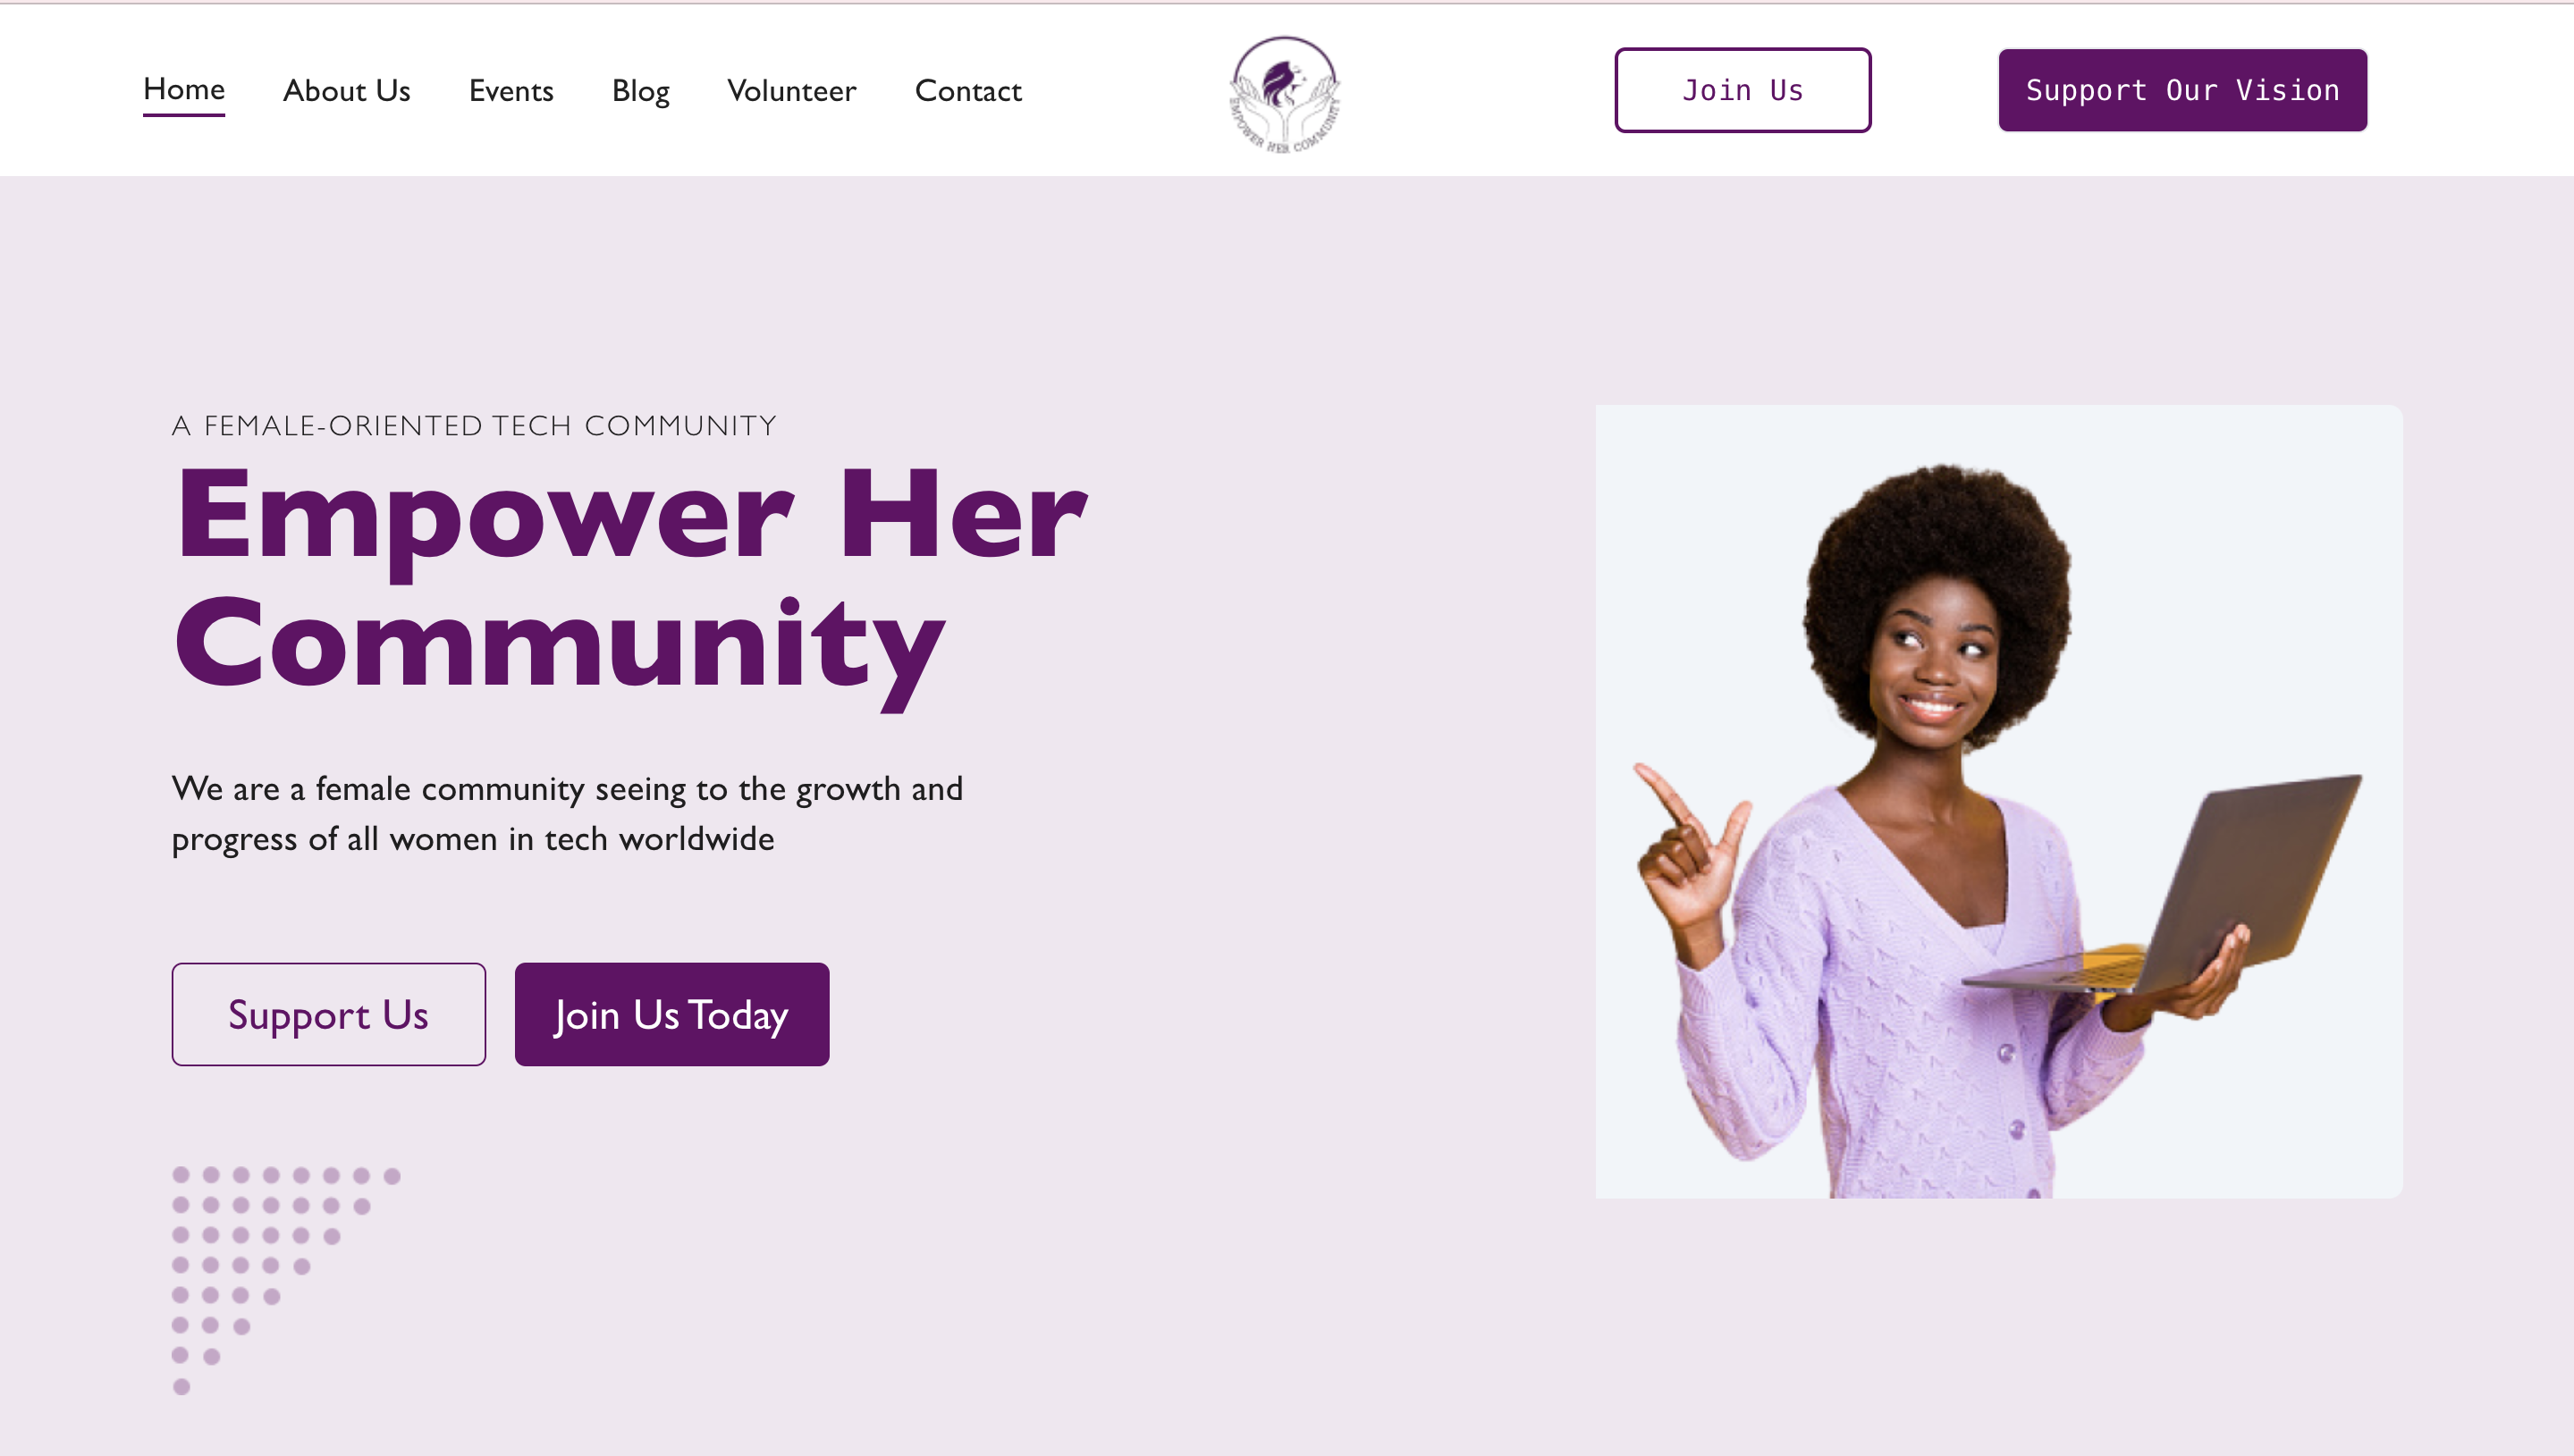 Home
About Us
Events
Blog
Volunteer
Contact
EMPOWER HER COMMUNITY
Join Us
Support Our Vision
A FEMALE-ORIENTED TECH COMMUNITY
Empower Her
Community
We are a female community seeing to the growth and
progress of all women in tech worldwide
Support Us
Join Us Today